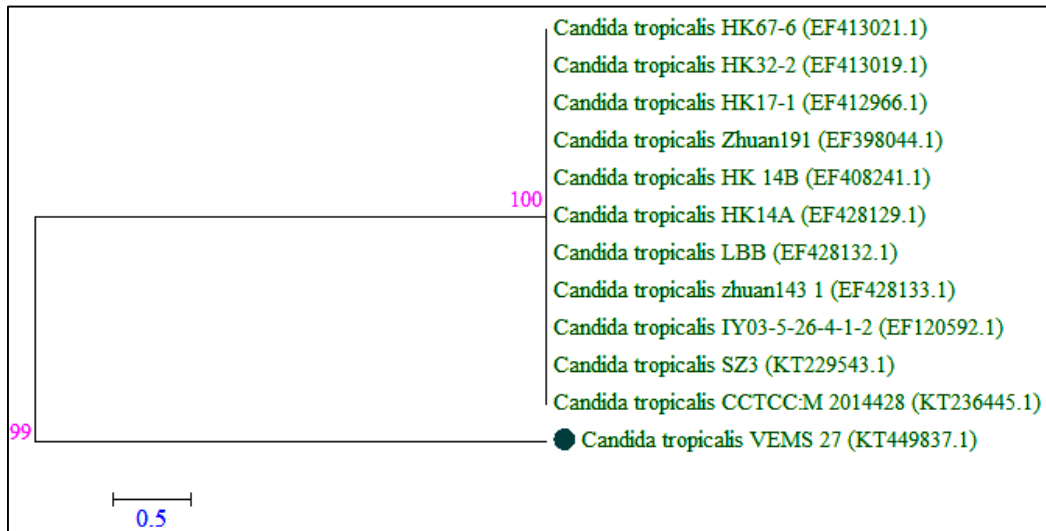 Candida tropicalis HK67-6 (EF413021.1)
Candida tropicalis HK32-2 (EF413019.1)
Candida tropicalis HK17-1 (EF412966.1)
Candida tropicalis Zhuan191 (EF398044.1)
Candida tropicalis HK 14B (EF408241.1)
100
Candida tropicalis HK14A (EF428129.1)
Candida tropicalis LBB (EF428132.1)
Candida tropicalis zhuan143 1 (EF428133.1)
Candida tropicalis IY03-5-26-4-1-2 (EF120592.1)
Candida tropicalis SZ3 (KT229543.1)
Candida tropicalis CCTCC:M 2014428 (KT236445.1)
99
Candida tropicalis VEMS 27 (KT449837.1)
0.5